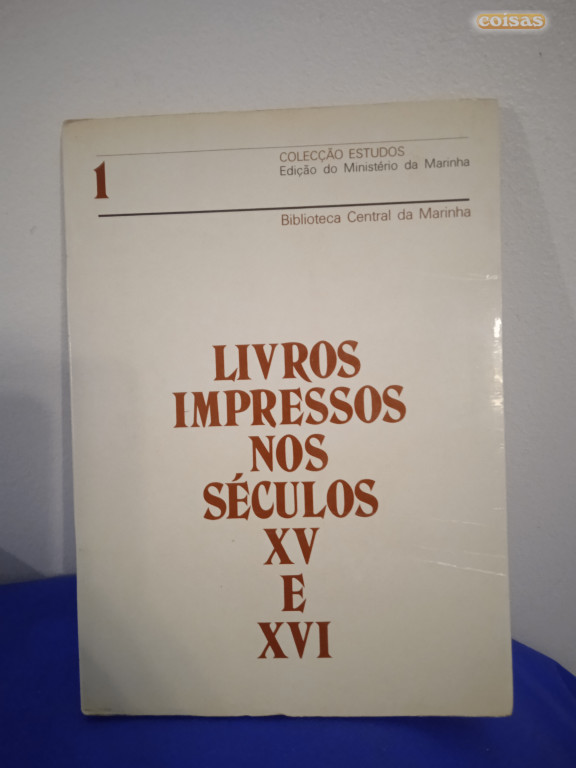 coisas
1
COLECÇÃO ESTUDOS
Edição do Ministério da Marinha
Biblioteca Central da Marinha
LIVROS
IMPRESSOS
NOS
SÉCULOS
XV
E
XVI